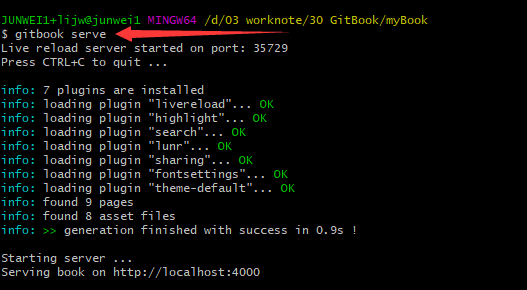 JUNWEI1+lijw@junwei1 MINGW64 /d/03 worknote/30 GitBook/myBook
$ gitbook serve
Live reload server started on port: 35729
Press CTRL+C to quit ...
info: 7 plugins are installed
info: loading plugin "livereload"... OK
info: loading plugin "highlight"... OK
info: loading plugin "search"... OK
info: loading plugin "lunr"... OK
info: loading plugin "sharing"... OK
info: loading plugin "fontsettings"... OK
info: loading plugin "theme-default"... OK
info: found 9 pages
info: found 8 asset files
info: >> generation finished with success in 0.9s !
Starting server ...
Serving book on http://localhost:4000